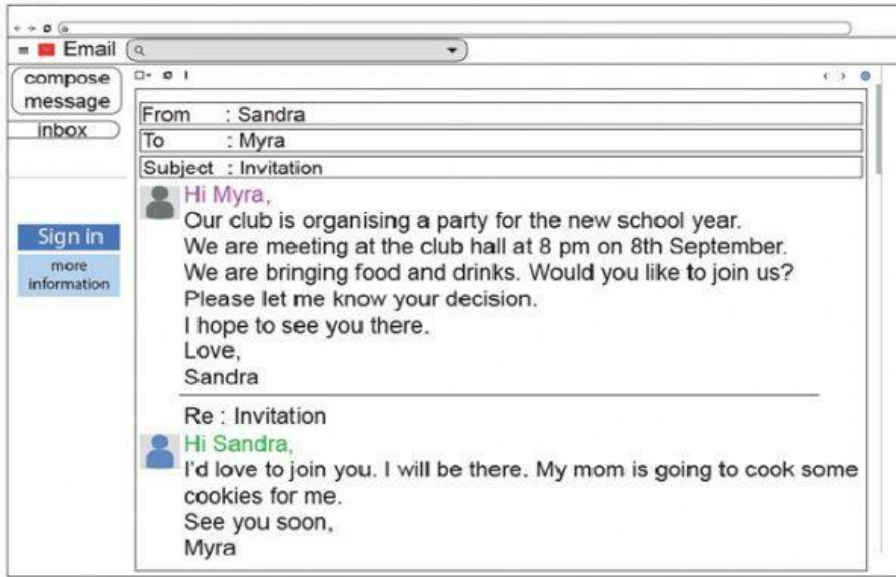 Email
compose
message
inbox
Sign in
more
information
From : Sandra
To : Myra
Subject : Invitation
Hi Myra,
Our club is organising a party for the new school year.
We are meeting at the club hall at 8 pm on 8th September.
We are bringing food and drinks. Would you like to join us?
Please let me know your decision.
I hope to see you there.
Love,
Sandra
Re : Invitation
Hi Sandra,
I'd love to join you. I will be there. My mom is going to cook some
cookies for me.
See you soon,
Myra